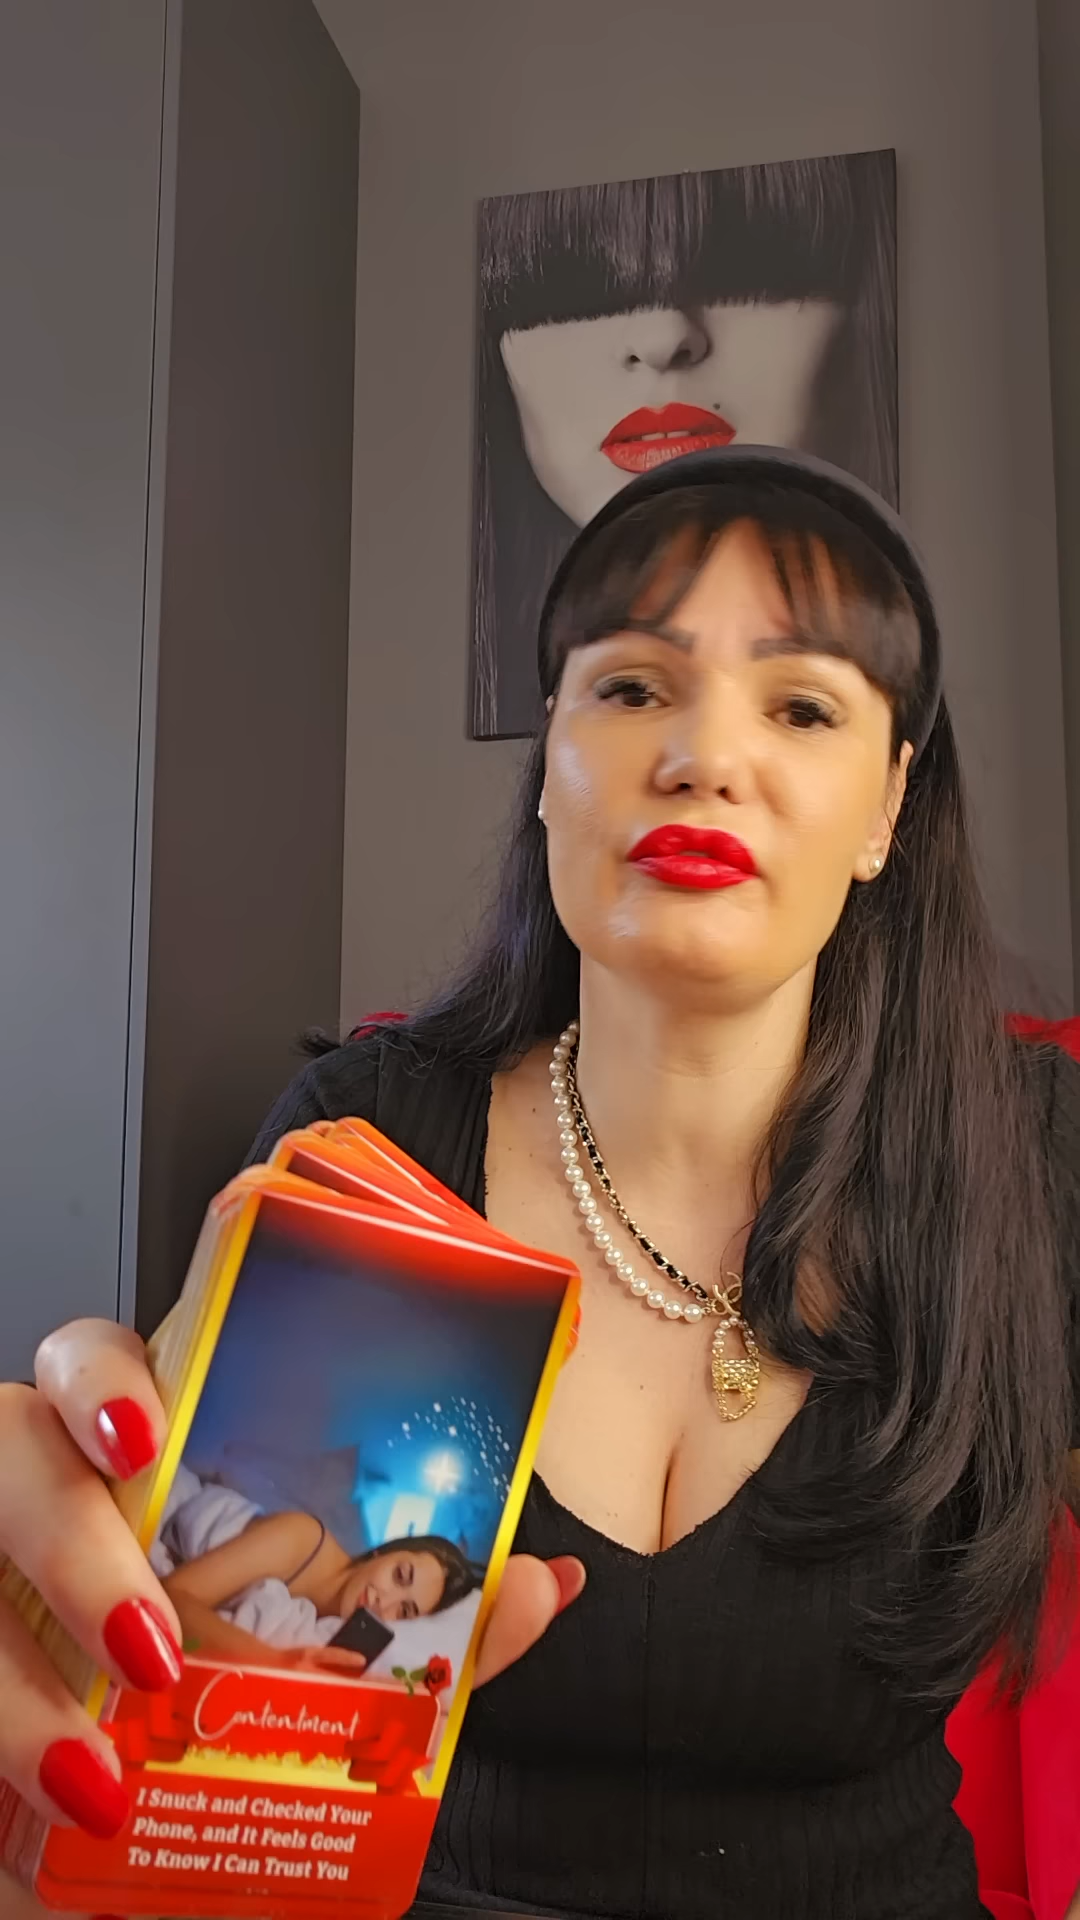 Contentment
I Snuck and Checked Your
Phone, and It Feels Good
To Know I Can Trust You